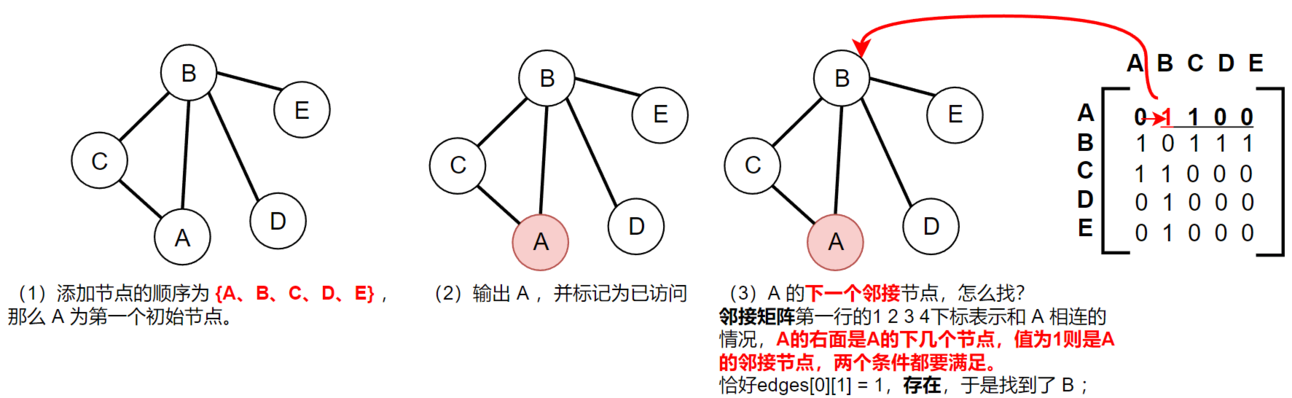 B
E
C
A
D
B
E
C
A
D
B
E
C
A
D
A B C D E
A 0 1 1 0 0
B 1 0 1 1 1
C 1 1 0 0 0
D 0 1 0 0 0
E 0 1 0 0 0
（1）添加节点的顺序为 {A、B、C、D、E}，
那么 A 为第一个初始节点。
（2）输出 A ，并标记为已访问
（3）A 的下一个邻接节点，怎么找？
邻接矩阵第一行的1 2 3 4下标表示和 A 相连的
情况，A的右面是A的下几个节点，值为1则是A
的邻接节点，两个条件都要满足。
恰好edges[0][1] = 1，存在，于是找到了 B ；